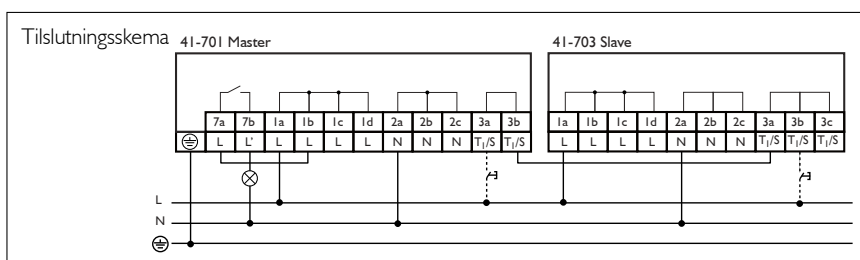 Tilslutningsskema
41-701 Master
41-703 Slave
7a 7b 1a 1b 1c 1d 2a 2b 2c 3a 3b
L L' L L L L N N N T₁/S T₁/S
1a 1b 1c 1d 2a 2b 2c 3a 3b 3c
L L L L N N N T₁/S T₁/S T₁/S
L
N